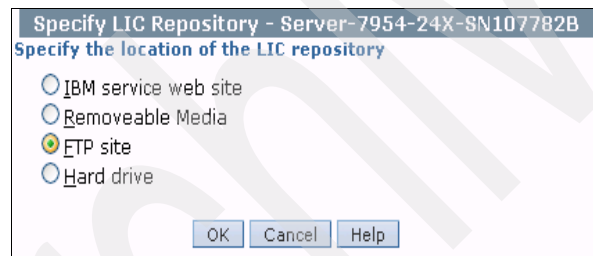 Specify LIC Repository - Server-7954-24X-SN107782B
Specify the location of the LIC repository
IBM service web site
Removeable Media
FTP site
Hard drive
OK Cancel Help